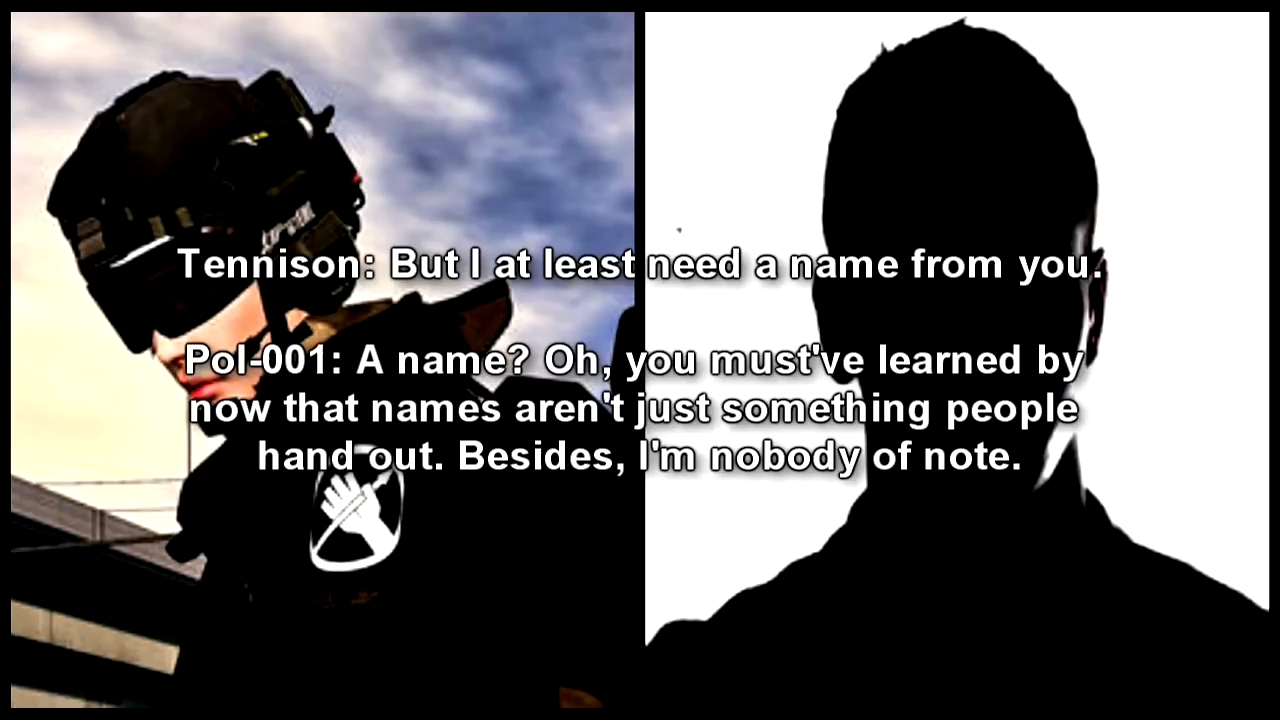 Tennison: But I at least need a name from you.
Pol-001: A name? Oh, you must've learned by
now that names aren't just something people
hand out. Besides, I'm nobody of note.